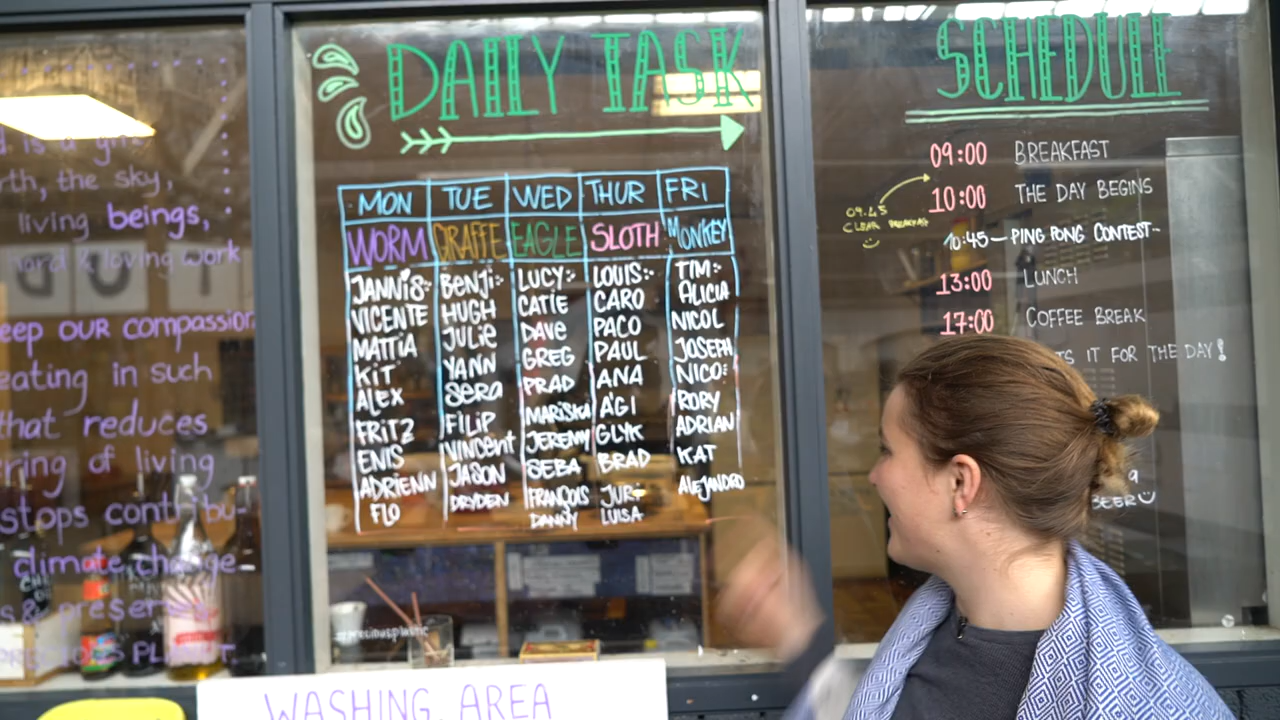 DAILY TASK
MON TUE WED THUR FRI
WORM GIRAFFE EAGLE SLOTH MONKEY
JANNIS BENJI LUCY LOUIS TIM
VICENTE HUGH CATIE CARO ALICIA
MATTIA JULIE DAVE PACO NICOL
KIT YANN GREG PAUL JOSEPH
ALEX SERA PRAD ANA NICO
FRITZ FILIP MARISKA ÁGI RORY
ENIS VINCENT JEREMY GLYK ADRIAN
ADRIENN JASON SEBA BRAD KAT
FLO DRYDEN FRANÇOIS JURI ALEJANDRO
DANNY LUISA
SCHEDULE
09:00 BREAKFAST
10:00 THE DAY BEGINS
09:45
CLEAR BREAKFAST
10:45 - PING PONG CONTEST -
13:00 LUNCH
17:00 COFFEE BREAK
IT FOR THE DAY!
BEER
the sky,
living beings,
& loving work
OUR compassion
eating in such
that reduces
of living
stops
climate change
WASHING AREA